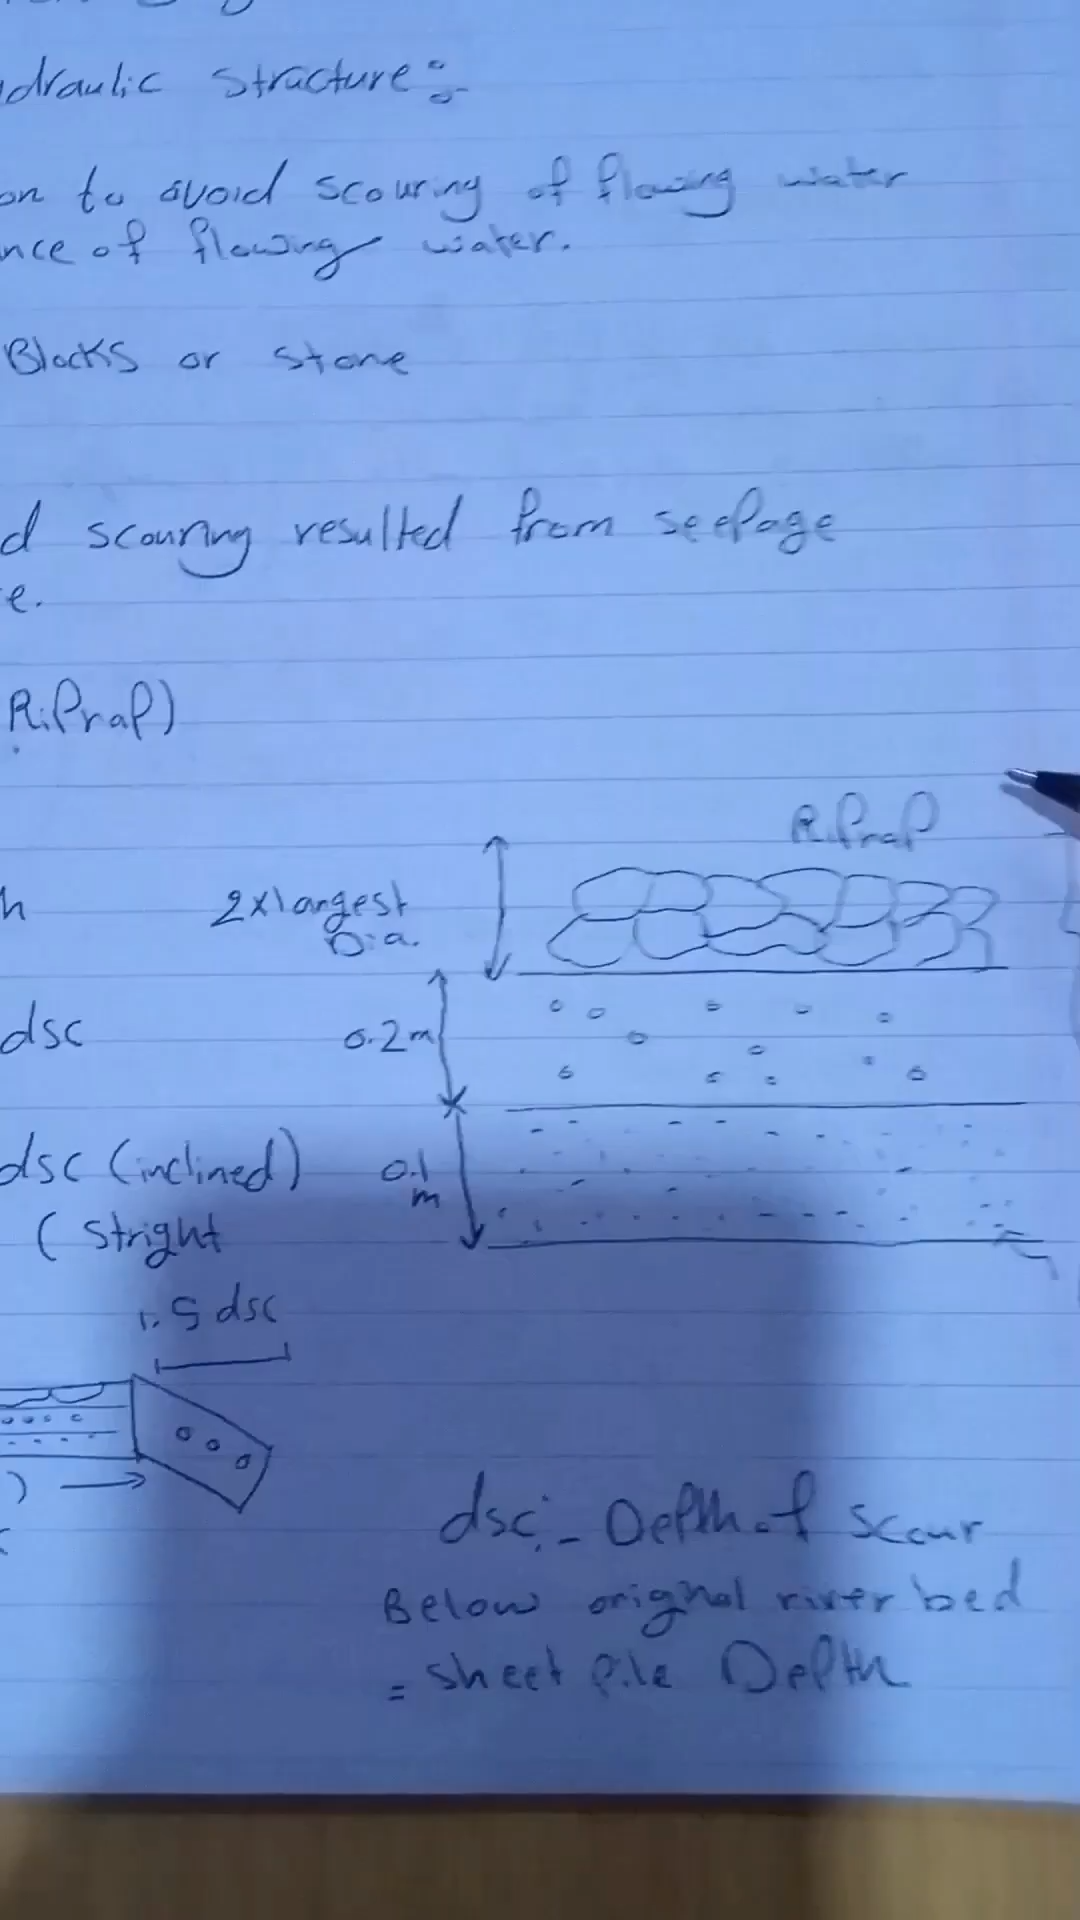 draulic Stracture:-
on to avoid scouring of flowing water
nce of flowing water.
Blocks or stone
d scouring resulted from seepage
e.
RipraP)
RipraP
h
2xlargest
Dia.
dsc
0.2m
dsc (inclined)
0.1
m
( Stright
1.5 dsc
)
dsc:- Depth of scour
Below original river bed
= sheet Pile Depth